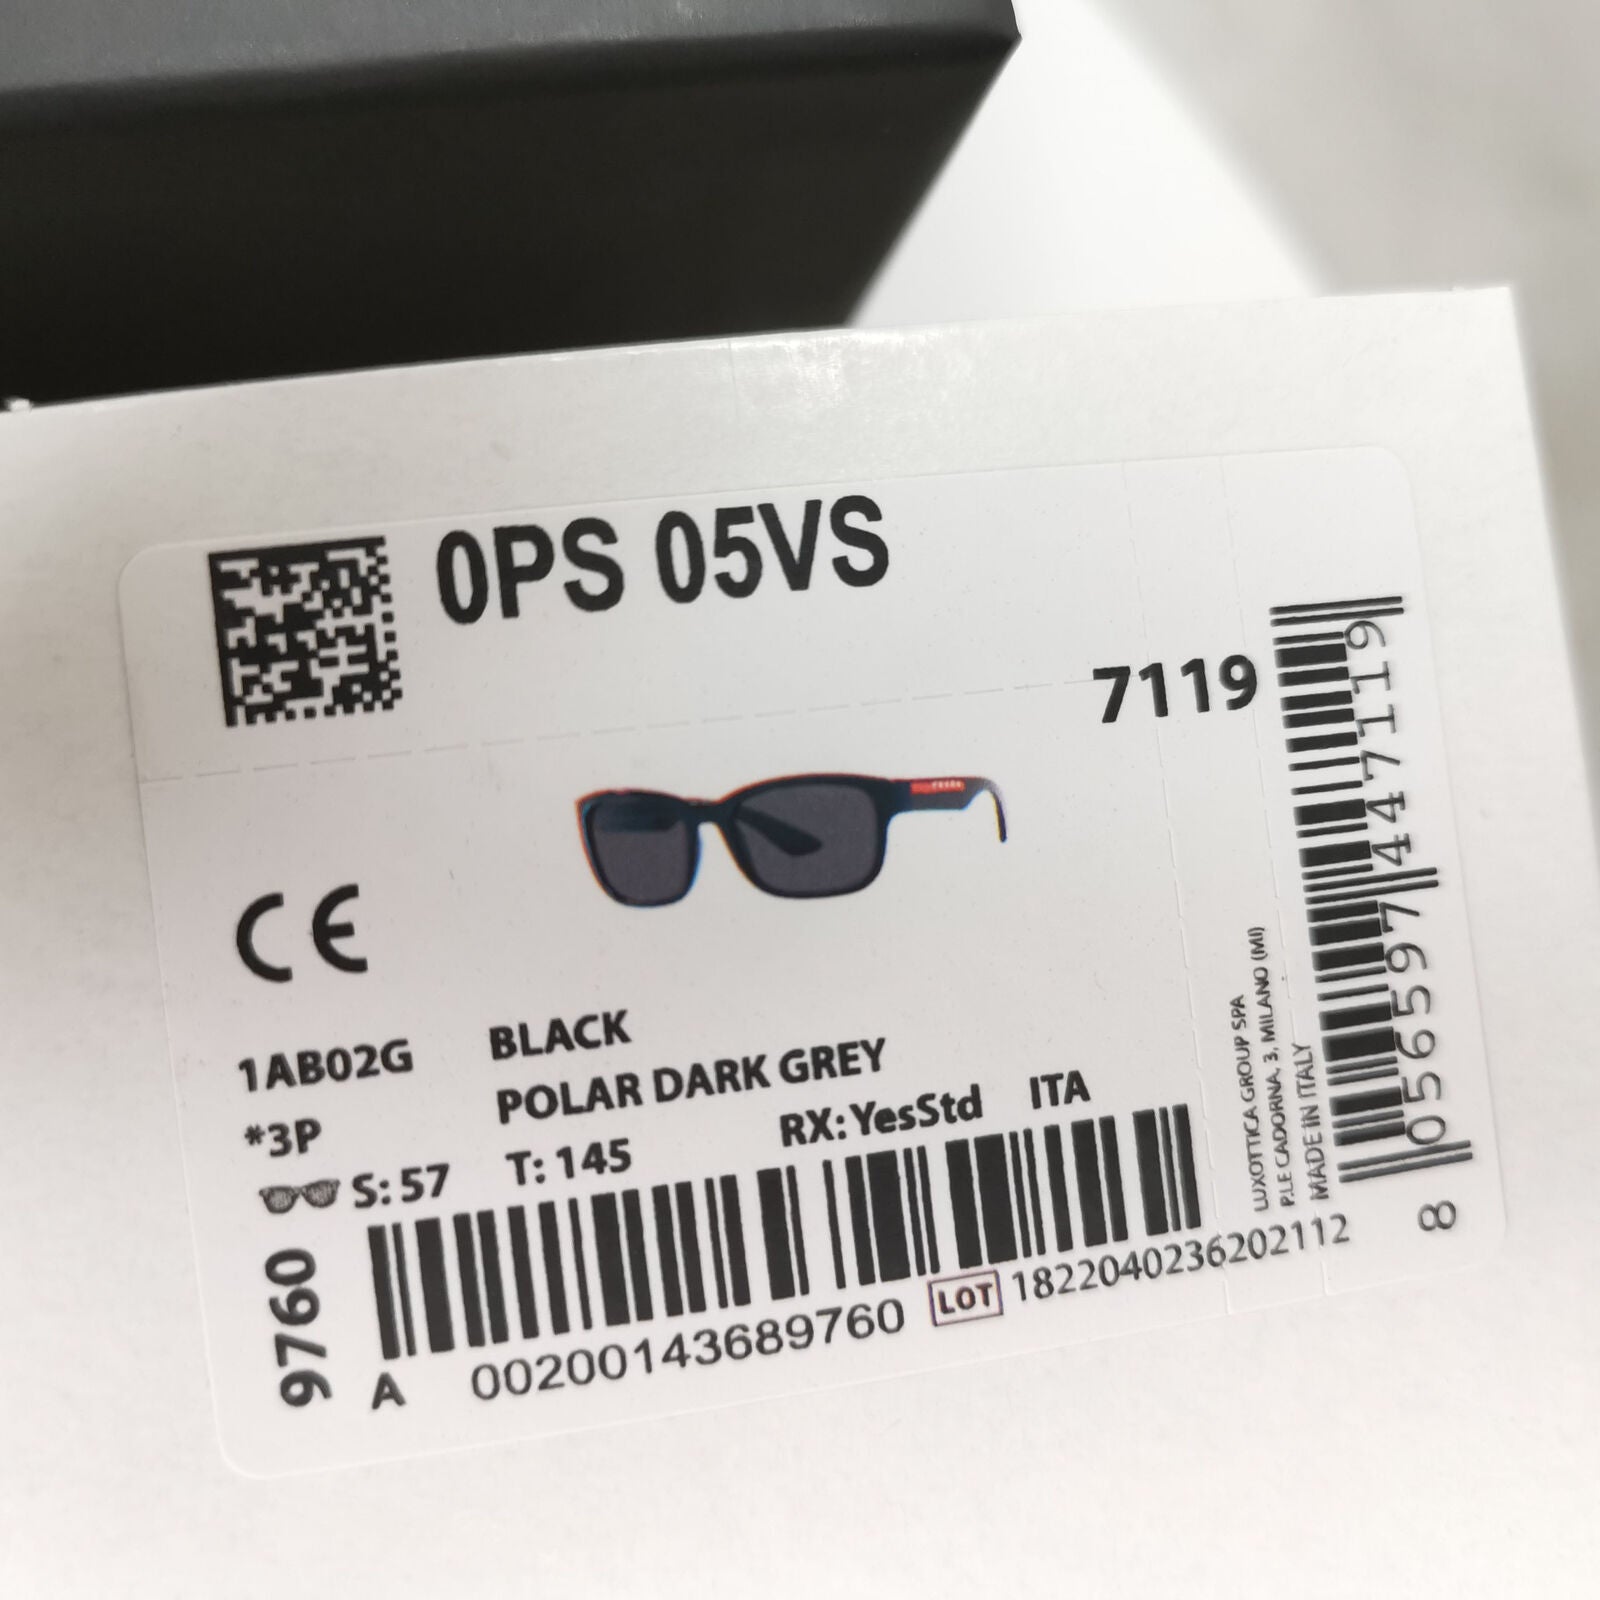 0PS 05VS
7119
CE
1AB02G BLACK
*3P POLAR DARK GREY
S: 57 T: 145 RX: YesStd ITA
9760
A 00200143689760 LOT 1822040236202112
LUXOTTICA GROUP SPA
P.LE CADORNA, 3, MILANO (MI)
MADE IN ITALY
8 056597 447119